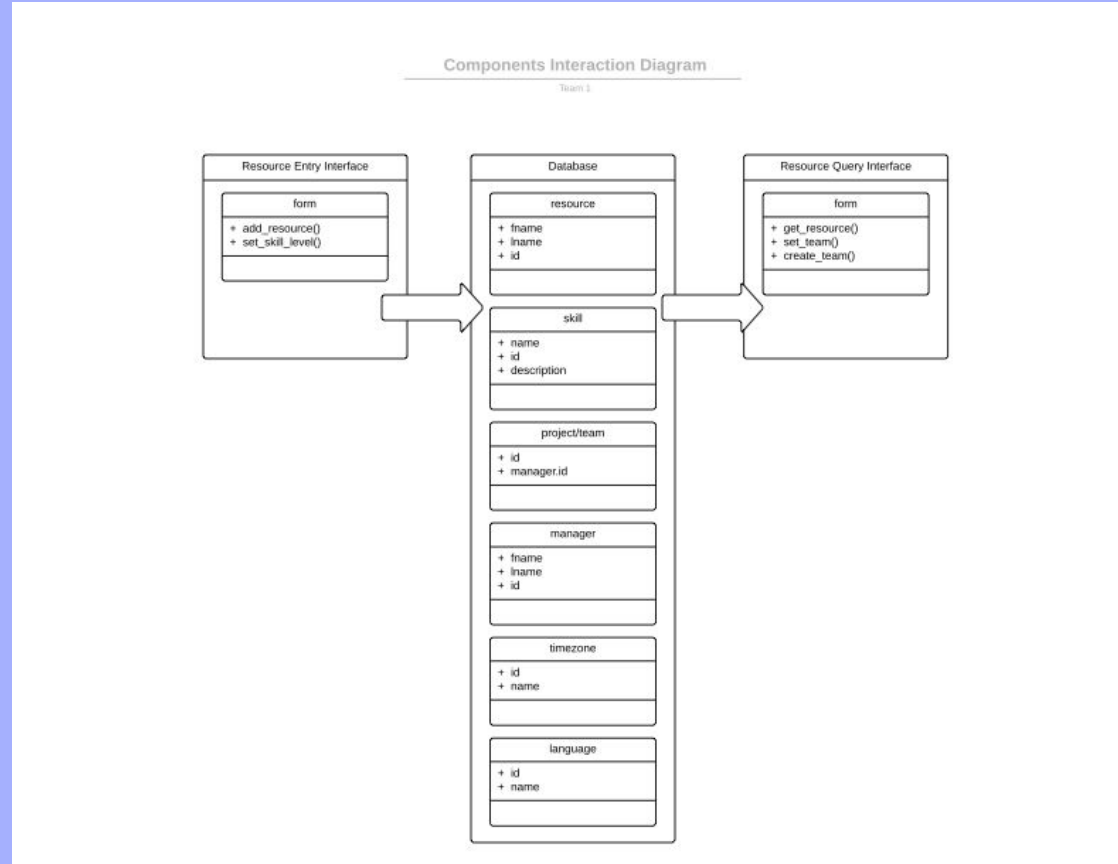 Components Interaction Diagram
Team 1
Resource Entry Interface
form
+ add_resource()
+ set_skill_level()
Database
resource
+ fname
+ lname
+ id
skill
+ name
+ id
+ description
project/team
+ id
+ manager.id
manager
+ fname
+ lname
+ id
timezone
+ id
+ name
language
+ id
+ name
Resource Query Interface
form
+ get_resource()
+ set_team()
+ create_team()